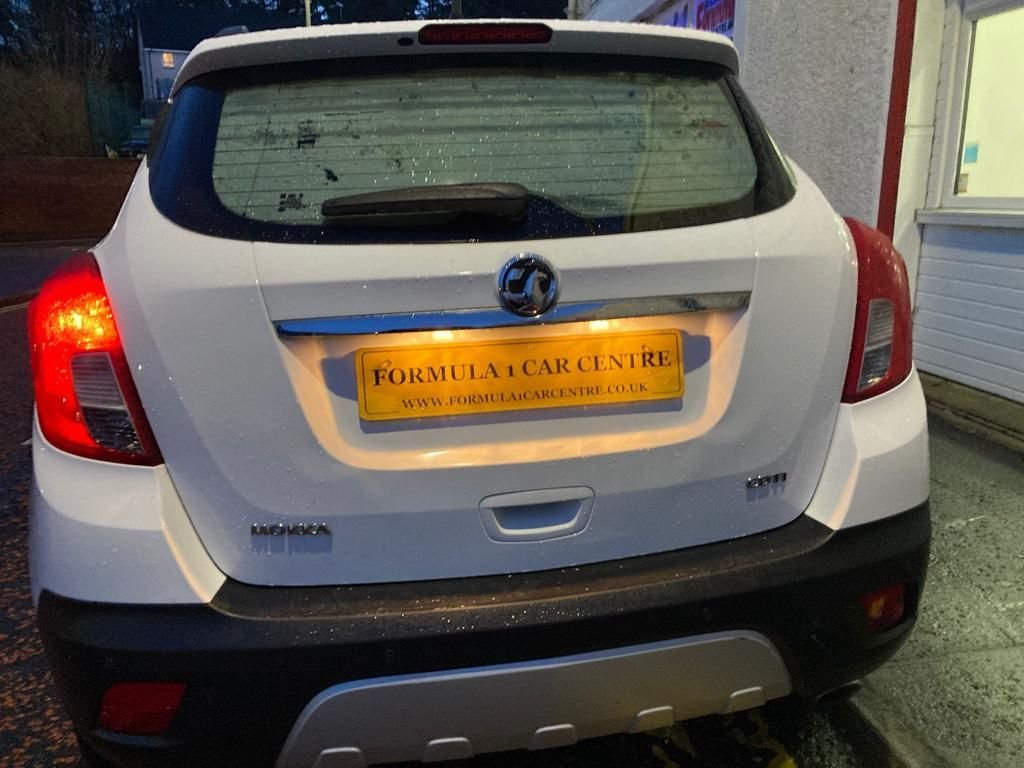 FORMULA 1 CAR CENTRE
WWW.FORMULA1CARCENTRE.CO.UK
CDTI
MOKKA